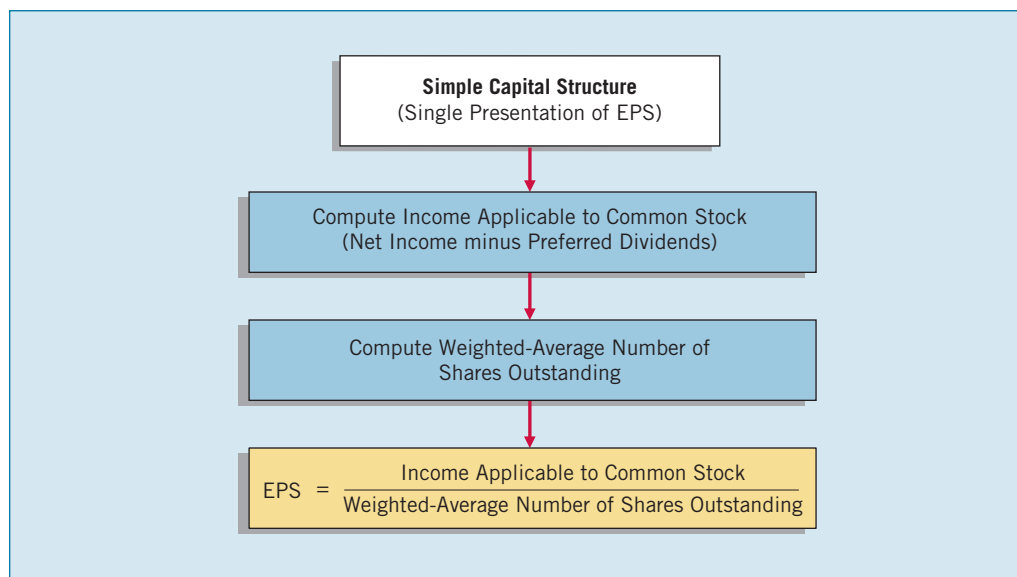 Simple Capital Structure
(Single Presentation of EPS)
Compute Income Applicable to Common Stock
(Net Income minus Preferred Dividends)
Compute Weighted-Average Number of
Shares Outstanding
EPS = Income Applicable to Common Stock
Weighted-Average Number of Shares Outstanding